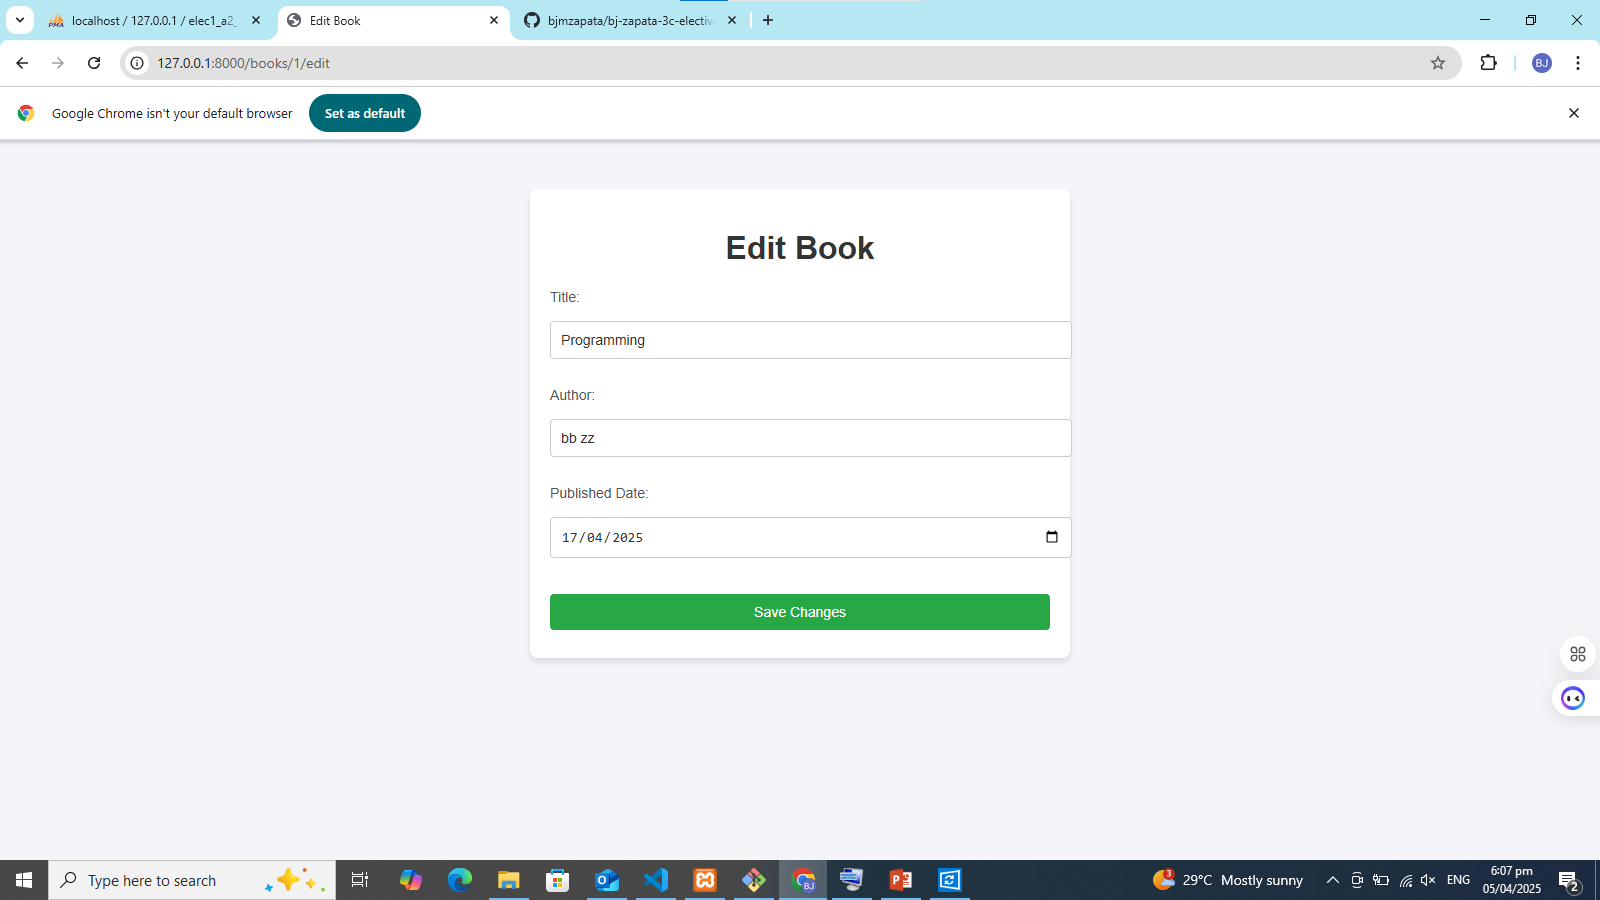 localhost / 127.0.0.1 / elec1_a2_
Edit Book
bjmzapata/bj-zapata-3c-elective
127.0.0.1:8000/books/1/edit
BJ
Google Chrome isn't your default browser
Set as default
Edit Book
Title:
Programming
Author:
bb zz
Published Date:
17/04/2025
Save Changes
Type here to search
BJ
3
29°C Mostly sunny
ENG
6:07 pm
05/04/2025
2